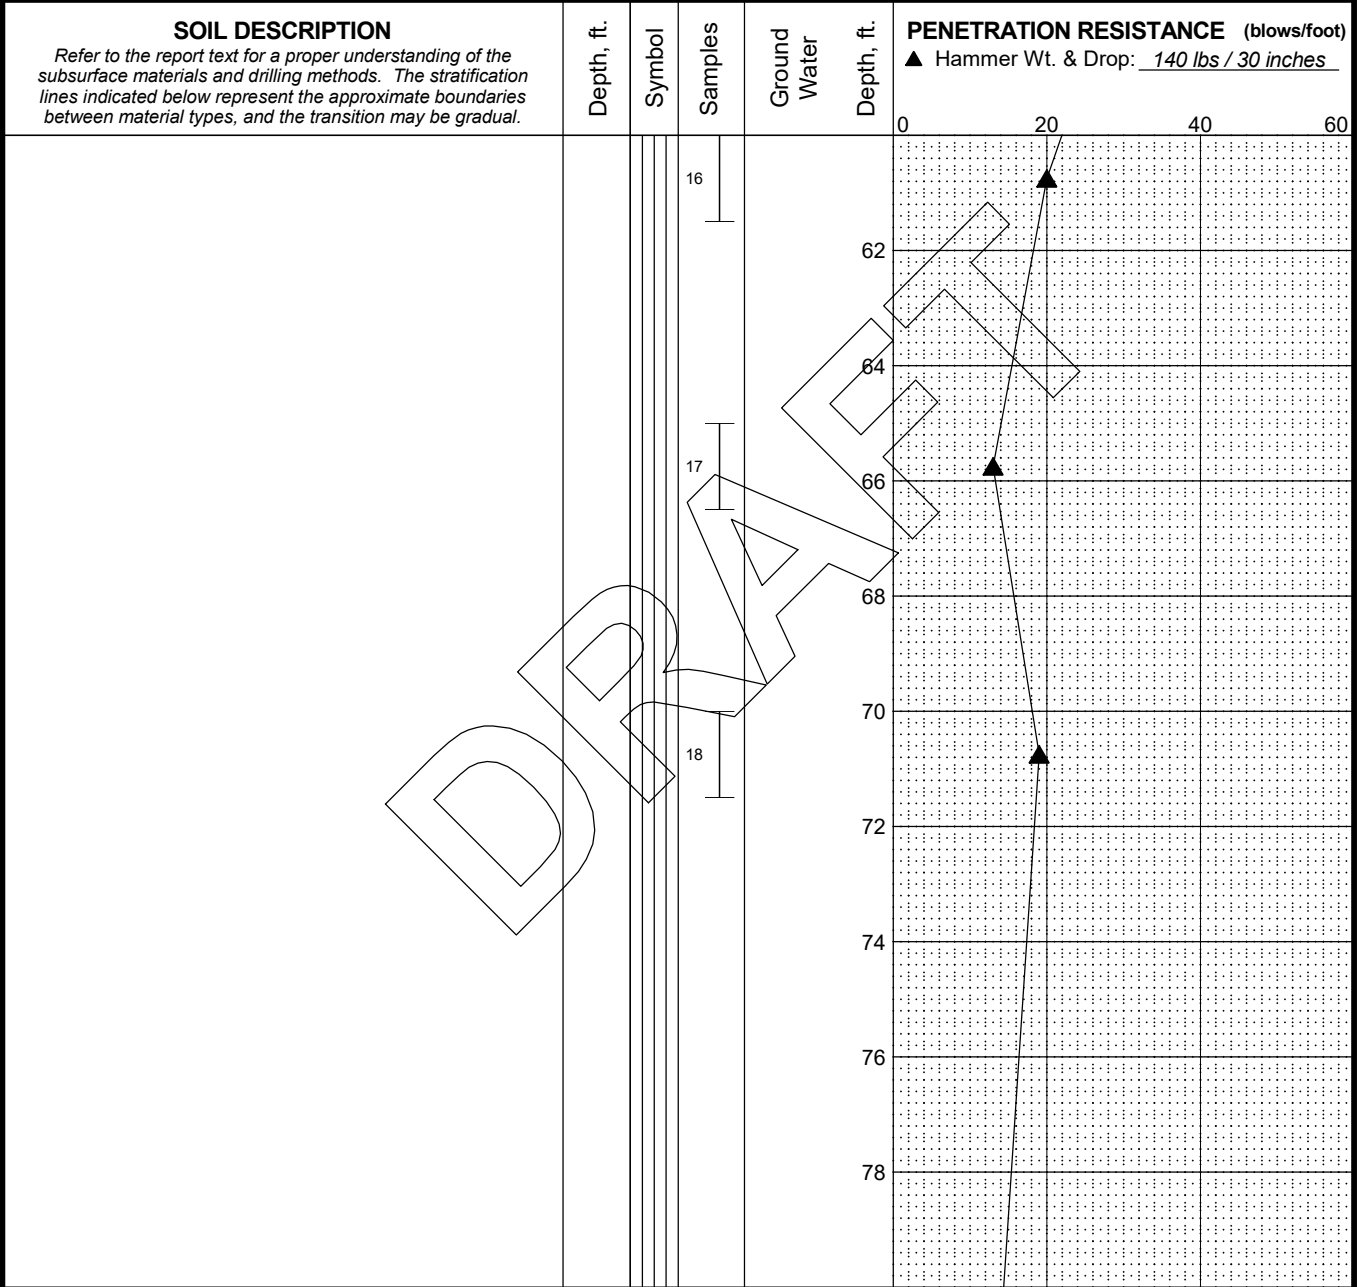 SOIL DESCRIPTION
Refer to the report text for a proper understanding of the
subsurface materials and drilling methods. The stratification
lines indicated below represent the approximate boundaries
between material types, and the transition may be gradual.
Depth, ft.
Symbol
Samples
Ground
Water
Depth, ft.
PENETRATION RESISTANCE (blows/foot)
▲ Hammer Wt. & Drop: 140 lbs / 30 inches
0 20 40 60
16
62
64
17
66
68
70
18
72
74
76
78
DRAFT